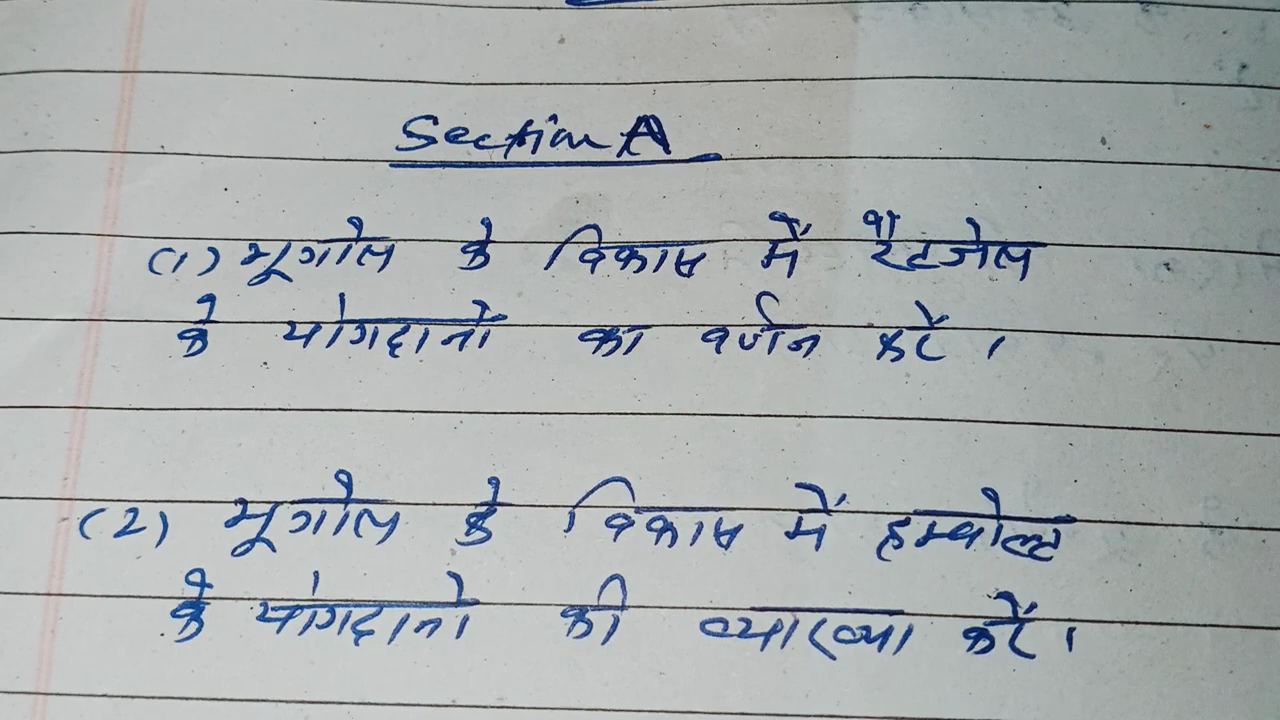 Section A
(1) भूगोल के विकास में रैटजेल
के योगदानों का वर्णन करें ।
(2) भूगोल के विकास में हम्बोल्ट
के योगदानो की व्याख्या करें ।